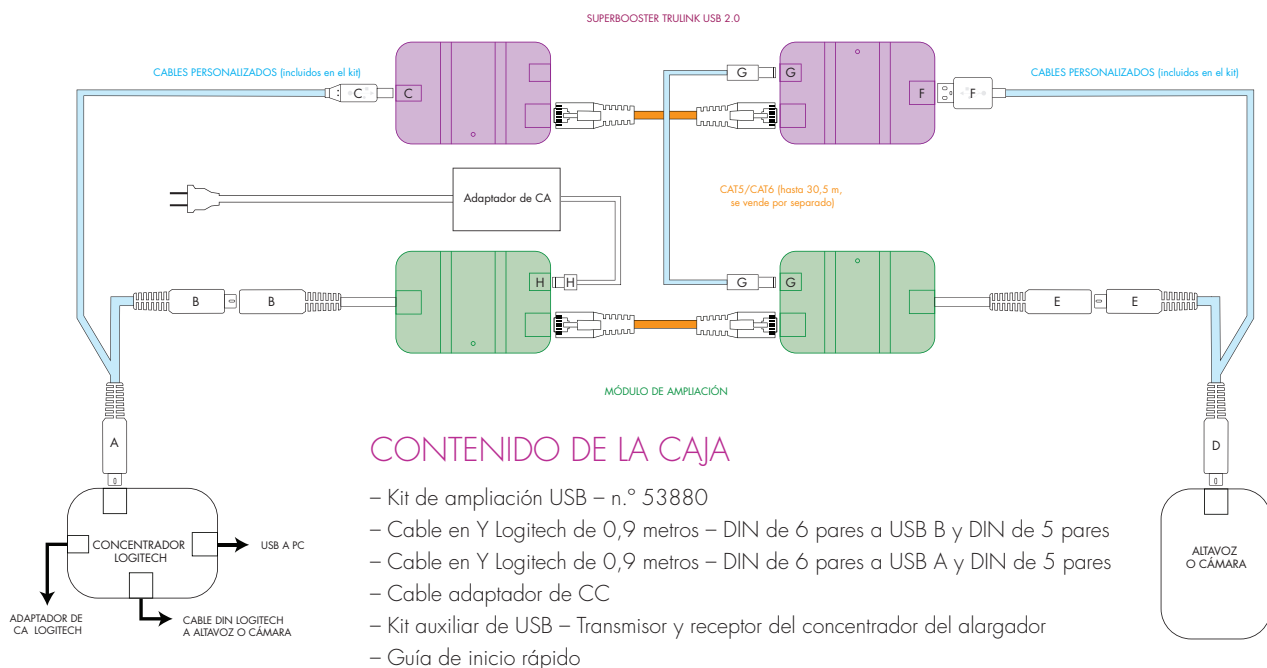 SUPERBOOSTER TRULINK USB 2.0
CABLES PERSONALIZADOS (incluidos en el kit)
CABLES PERSONALIZADOS (incluidos en el kit)
C
C
G
G
F
F
Adaptador de CA
CAT5/CAT6 (hasta 30,5 m,
se vende por separado)
H
H
G
G
B
B
E
E
MÓDULO DE AMPLIACIÓN
A
D
CONTENIDO DE LA CAJA
– Kit de ampliación USB – n.º 53880
– Cable en Y Logitech de 0,9 metros – DIN de 6 pares a USB B y DIN de 5 pares
– Cable en Y Logitech de 0,9 metros – DIN de 6 pares a USB A y DIN de 5 pares
– Cable adaptador de CC
– Kit auxiliar de USB – Transmisor y receptor del concentrador del alargador
– Guía de inicio rápido
CONCENTRADOR
LOGITECH
USB A PC
ADAPTADOR DE
CA LOGITECH
CABLE DIN LOGITECH
A ALTAVOZ O CÁMARA
ALTAVOZ
O CÁMARA